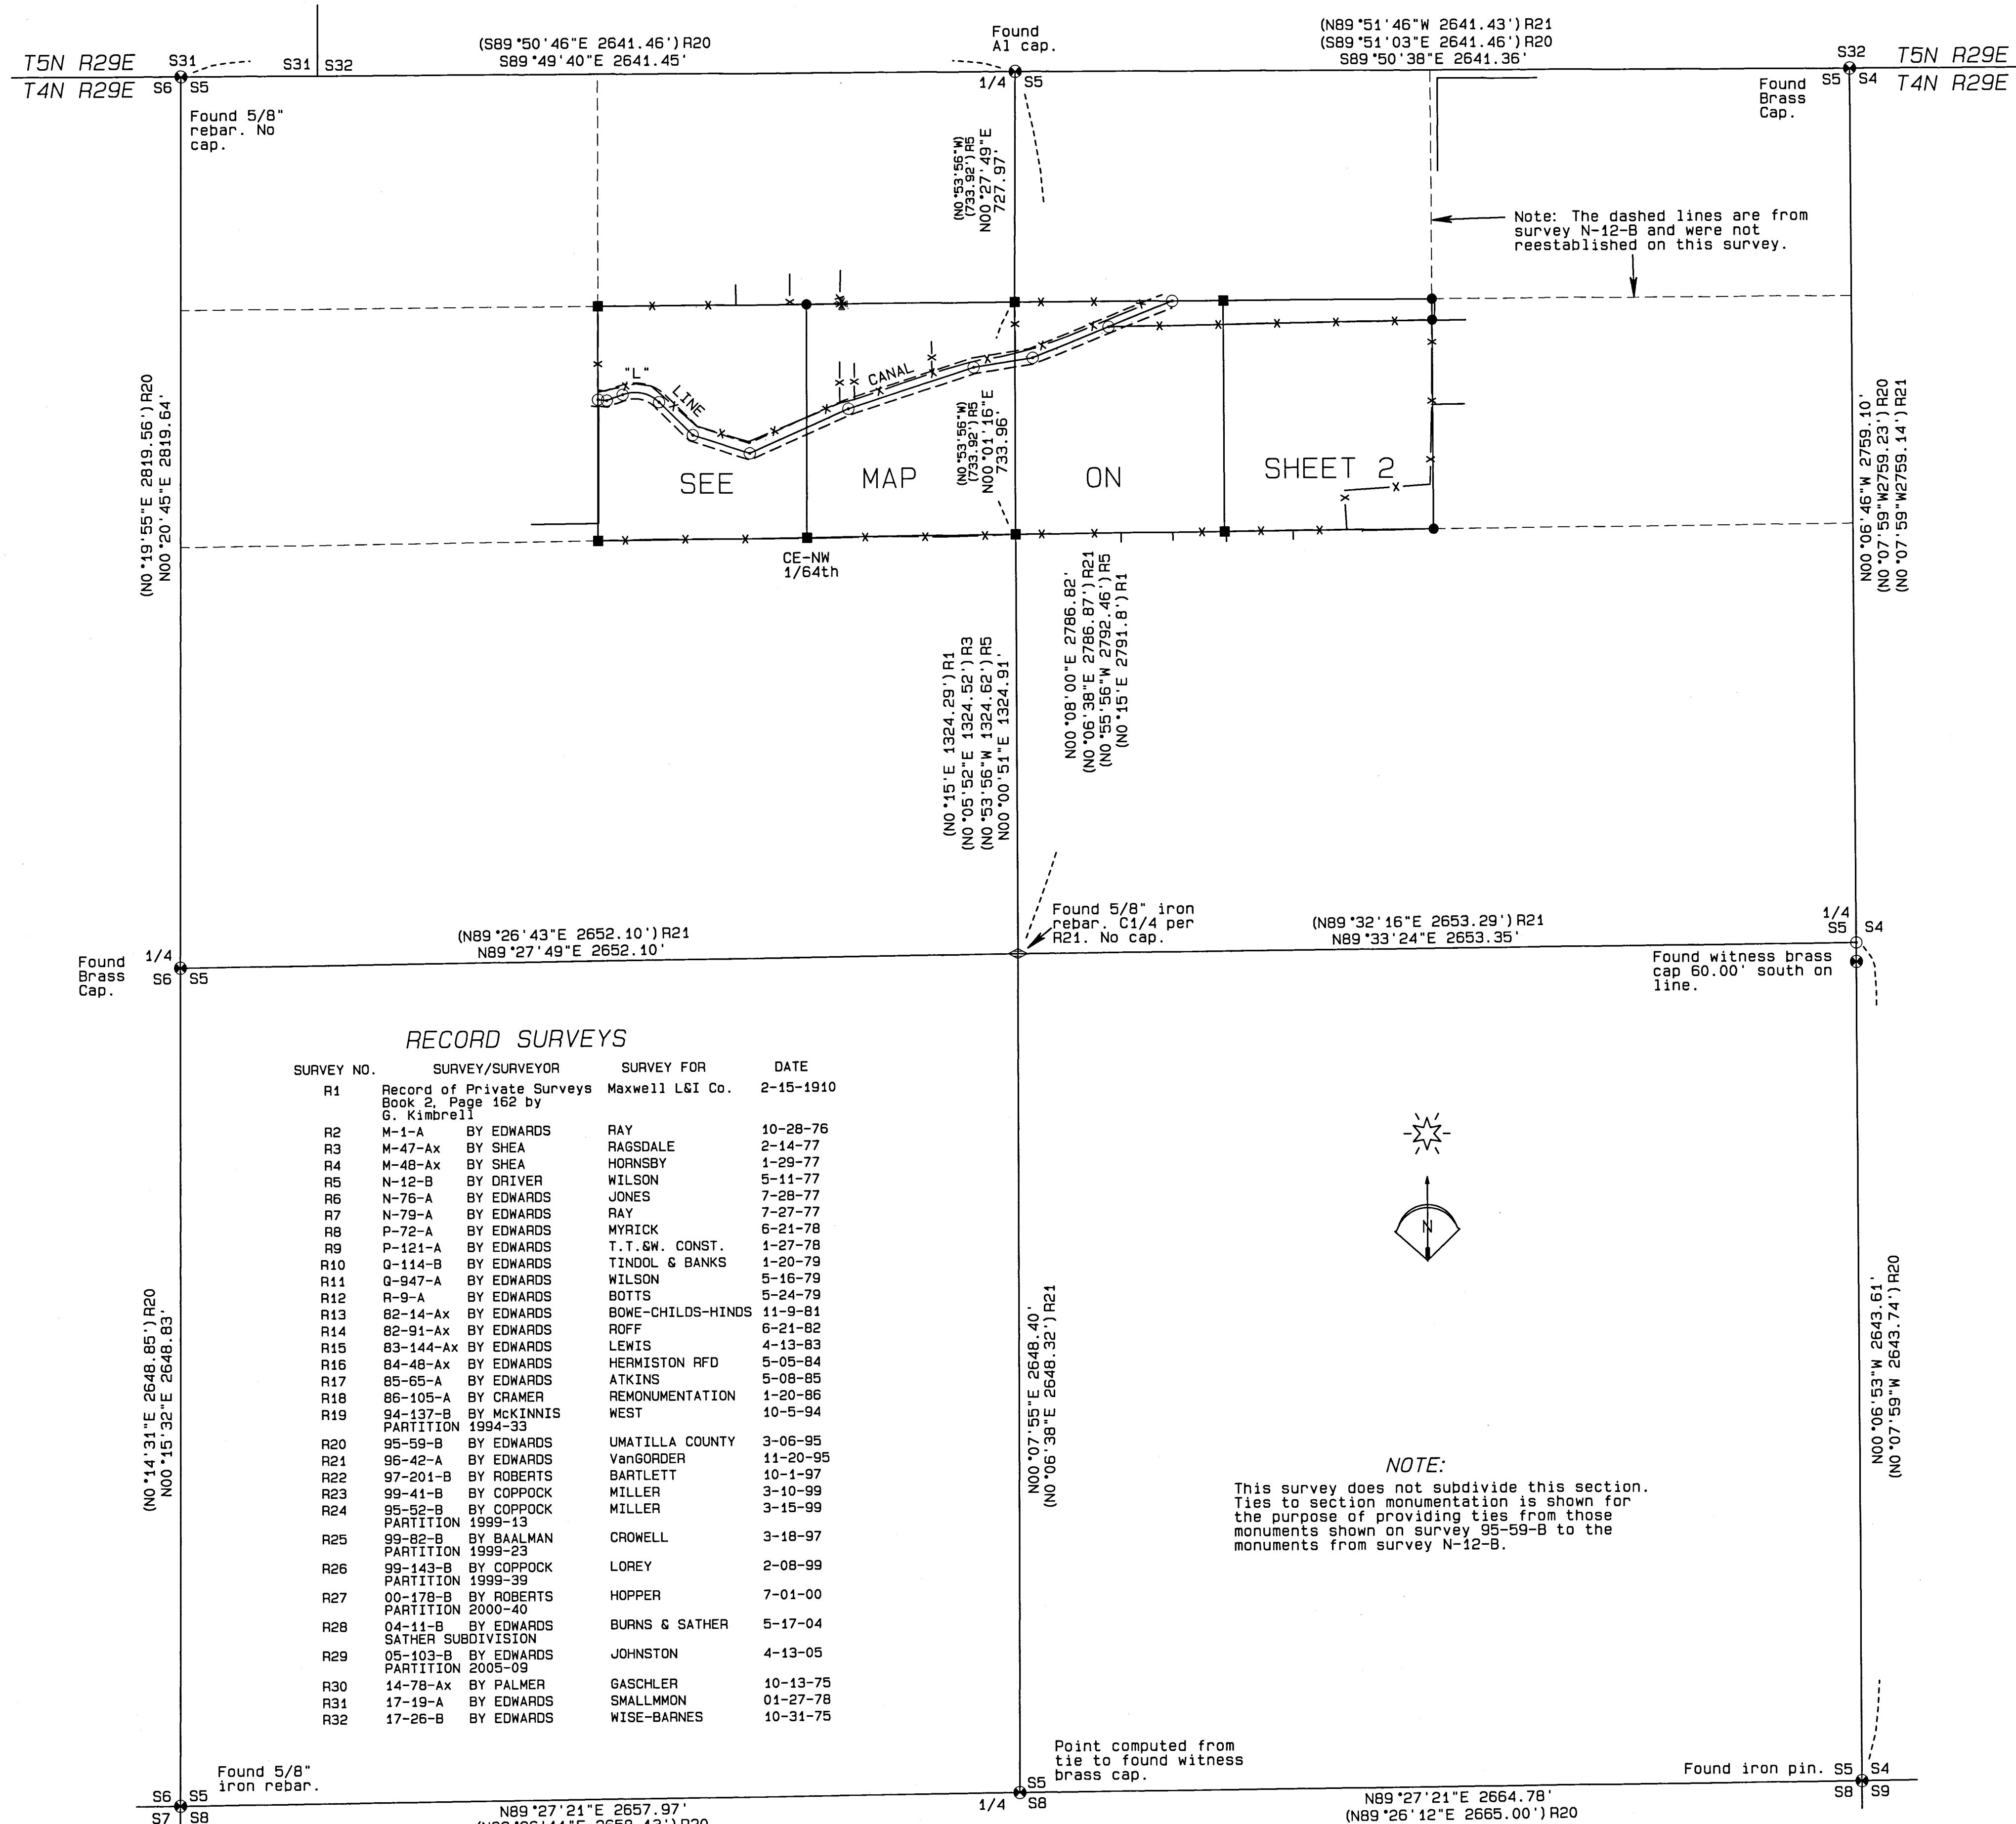 T5N R29E
T4N R29E
S31
S6 S5
S31 S32
(S89°50'46"E 2641.46')R20
S89°49'40"E 2641.45'
Found
Al cap.
1/4 S5
(N89°51'46"W 2641.43')R21
(S89°51'03"E 2641.46')R20
S89°50'38"E 2641.36'
S32
S5 S4
T5N R29E
T4N R29E
Found 5/8"
rebar. No
cap.
Found
Brass
Cap.
(N0°53'56"W)
(733.92')R5
N00°27'49"E
727.97'
Note: The dashed lines are from
survey N-12-B and were not
reestablished on this survey.
"L"
LINE
CANAL
SEE
MAP
ON
SHEET 2
(N0°53'56"W)
(733.92')R5
N00°01'16"E
733.96'
(N0°19'55"E 2819.56')R20
N00°20'45"E 2819.64'
N00°06'46"W 2759.10'
(N0°07'59"W2759.23')R20
(N0°07'59"W2759.14')R21
CE-NW
1/64th
N00°08'00"E 2786.82'
(N0°06'38"E 2786.87')R21
(N0°55'56"W 2792.46')R5
(N0°15'E 2791.8')R1
(N0°15'E 1324.29')R1
(N0°05'52"E 1324.52')R3
(N0°53'56"W 1324.62')R5
N00°00'51"E 1324.91'
Found
Brass
Cap.
1/4
S6 S5
(N89°26'43"E 2652.10')R21
N89°27'49"E 2652.10'
Found 5/8" iron
rebar. C1/4 per
R21. No cap.
(N89°32'16"E 2653.29')R21
N89°33'24"E 2653.35'
1/4
S5 S4
Found witness brass
cap 60.00' south on
line.
RECORD SURVEYS
SURVEY NO. SURVEY/SURVEYOR SURVEY FOR DATE
R1 Record of Private Surveys Maxwell L&I Co. 2-15-1910
Book 2, Page 162 by
G. Kimbrell
R2 M-1-A BY EDWARDS RAY 10-28-76
R3 M-47-Ax BY SHEA RAGSDALE 2-14-77
R4 M-48-Ax BY SHEA HORNSBY 1-29-77
R5 N-12-B BY DRIVER WILSON 5-11-77
R6 N-76-A BY EDWARDS JONES 7-28-77
R7 N-79-A BY EDWARDS RAY 7-27-77
R8 P-72-A BY EDWARDS MYRICK 6-21-78
R9 P-121-A BY EDWARDS T.T.&W. CONST. 1-27-78
R10 Q-114-B BY EDWARDS TINDOL & BANKS 1-20-79
R11 Q-947-A BY EDWARDS WILSON 5-16-79
R12 R-9-A BY EDWARDS BOTTS 5-24-79
R13 82-14-Ax BY EDWARDS BOWE-CHILDS-HINDS 11-9-81
R14 82-91-Ax BY EDWARDS ROFF 6-21-82
R15 83-144-Ax BY EDWARDS LEWIS 4-13-83
R16 84-48-Ax BY EDWARDS HERMISTON RFD 5-05-84
R17 85-65-A BY EDWARDS ATKINS 5-08-85
R18 86-105-A BY CRAMER REMONUMENTATION 1-20-86
R19 94-137-B BY McKINNIS WEST 10-5-94
PARTITION 1994-33
R20 95-59-B BY EDWARDS UMATILLA COUNTY 3-06-95
R21 96-42-A BY EDWARDS VanGORDER 11-20-95
R22 97-201-B BY ROBERTS BARTLETT 10-1-97
R23 99-41-B BY COPPOCK MILLER 3-10-99
R24 95-52-B BY COPPOCK MILLER 3-15-99
PARTITION 1999-13
R25 99-82-B BY BAALMAN CROWELL 3-18-97
PARTITION 1999-23
R26 99-143-B BY COPPOCK LOREY 2-08-99
PARTITION 1999-39
R27 00-178-B BY ROBERTS HOPPER 7-01-00
PARTITION 2000-40
R28 04-11-B BY EDWARDS BURNS & SATHER 5-17-04
SATHER SUBDIVISION
R29 05-103-B BY EDWARDS JOHNSTON 4-13-05
PARTITION 2005-09
R30 14-78-Ax BY PALMER GASCHLER 10-13-75
R31 17-19-A BY EDWARDS SMALLMMON 01-27-78
R32 17-26-B BY EDWARDS WISE-BARNES 10-31-75
N
(N0°14'31"E 2648.85')R20
N00°15'32"E 2648.83'
N00°07'55"E 2648.40'
(N0°06'38"E 2648.32')R21
N00°06'53"W 2643.61'
(N0°07'59"W 2643.74')R20
NOTE:
This survey does not subdivide this section.
Ties to section monumentation is shown for
the purpose of providing ties from those
monuments shown on survey 95-59-B to the
monuments from survey N-12-B.
Found 5/8"
iron rebar.
S6 S5
S7 S8
N89°27'21"E 2657.97'
Point computed from
tie to found witness
brass cap.
S5
1/4 S8
Found iron pin. S5 S4
S8 S9
N89°27'21"E 2664.78'
(N89°26'12"E 2665.00')R20